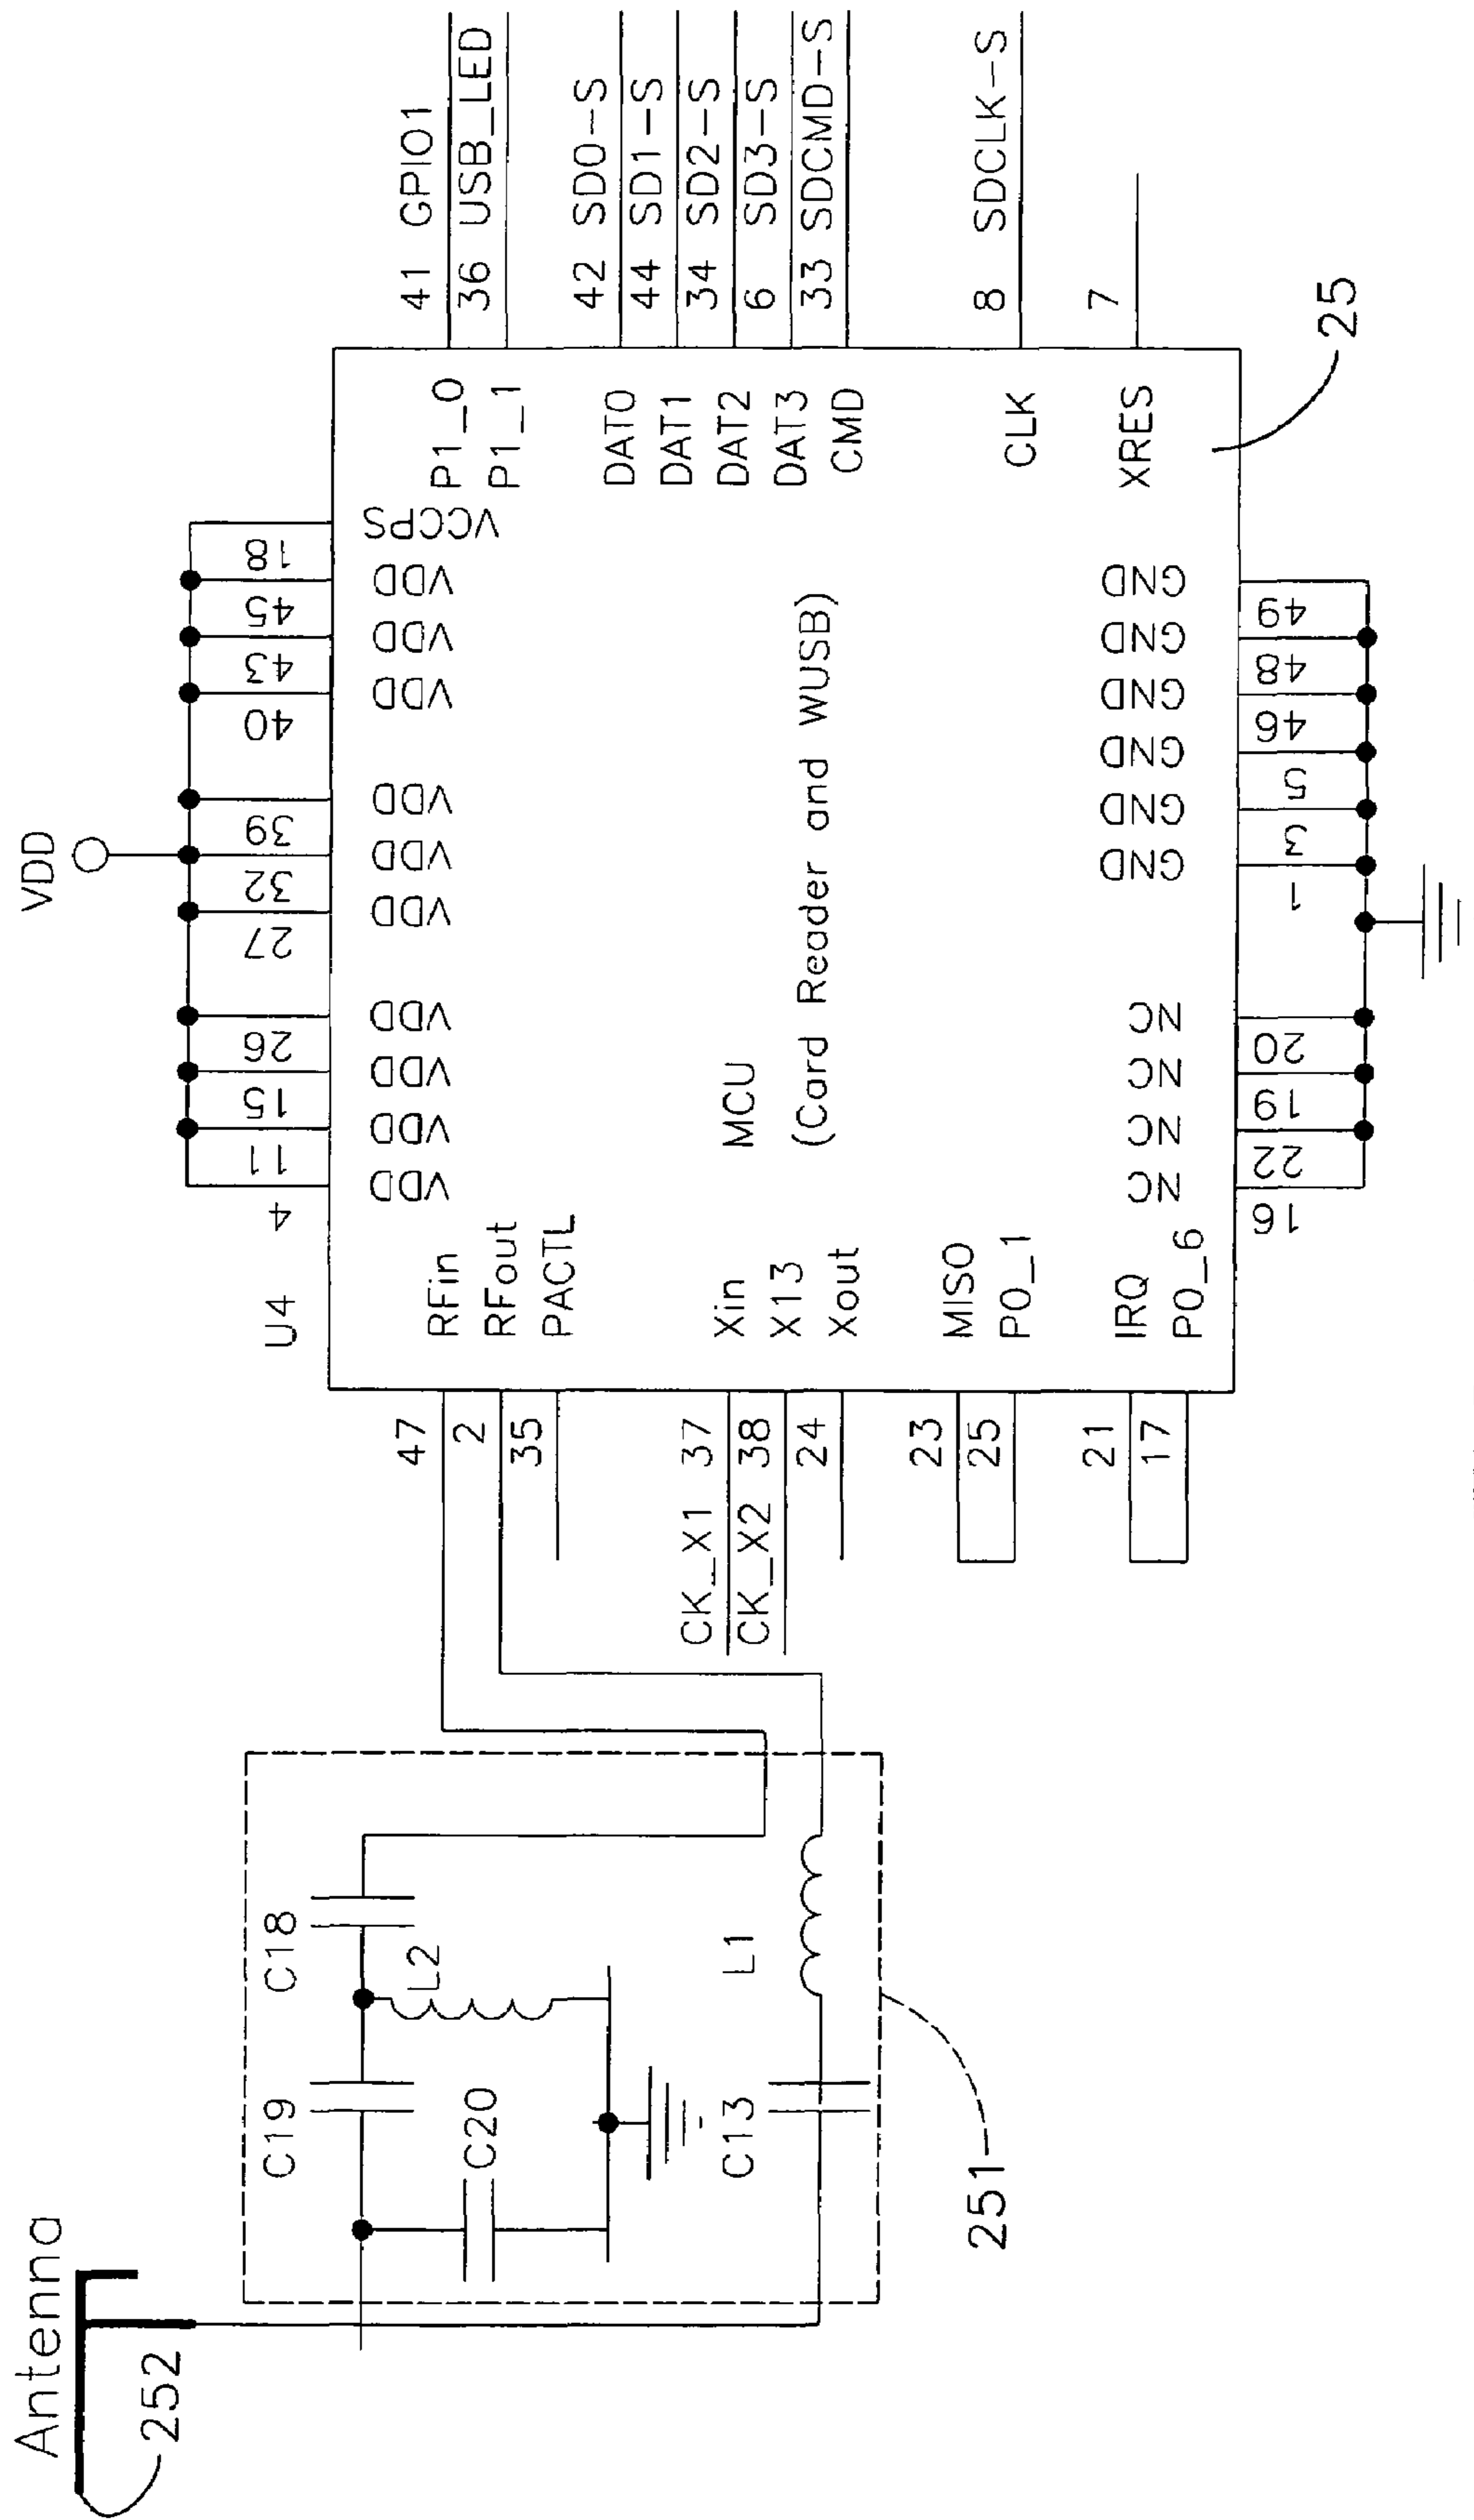 Antenna
252
C19
C18
C20
L2
C13
L1
251
VDD
U4
4
11
15
26
27
32
39
40
43
45
18
VDD
VDD
VDD
VDD
VDD
VDD
VDD
VDD
VDD
VDD
VCCPS
47
RFin
2
RFout
35
PACTL
CK_X1 37
Xin
CK_X2 38
X13
24
Xout
23
MISO
25
P0_1
21
IRQ
17
P0_6
MCU
(Card Reader and WUSB)
P1_0
41 GPIO1
P1_1
36 USB_LED
DAT0
42 SD0-S
DAT1
44 SD1-S
DAT2
34 SD2-S
DAT3
6 SD3-S
CMD
33 SDCMD-S
CLK
8 SDCLK-S
XRES
7
NC
NC
NC
NC
GND
GND
GND
GND
GND
GND
16
22
19
20
1
3
5
46
48
49
25